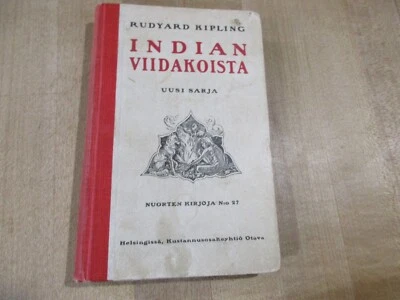 RUDYARD KIPLING
INDIAN
VIIDAKOISTA
UUSI SARJA
NUORTEN KIRJOJA N:o 27
Helsingissä, Kustannusosakeyhtiö Otava